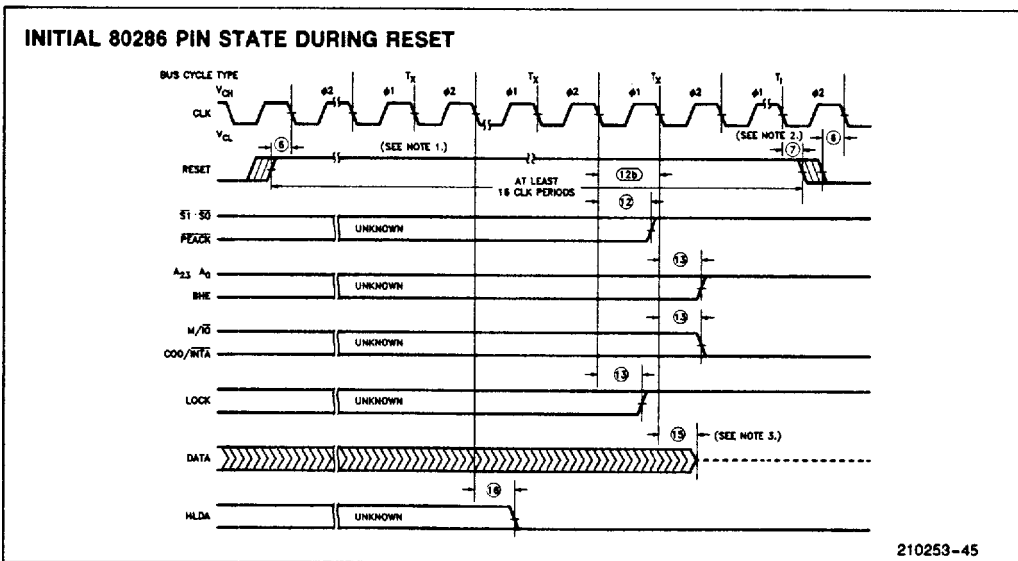 INITIAL 80286 PIN STATE DURING RESET
BUS CYCLE TYPE
TX TX TX TI
VCH ϕ2 ϕ1 ϕ2 ϕ1 ϕ2 ϕ1 ϕ2 ϕ1 ϕ2
CLK
VCL
(SEE NOTE 1.) (SEE NOTE 2.)
6 7 6
RESET
AT LEAST
16 CLK PERIODS
12b
12
S1 · S0
PEACK
UNKNOWN
13
A23 A0
BHE
UNKNOWN
13
M/IO
COD/INTA
UNKNOWN
13
LOCK
UNKNOWN
15 (SEE NOTE 3.)
DATA
16
HLDA
UNKNOWN
210253-45